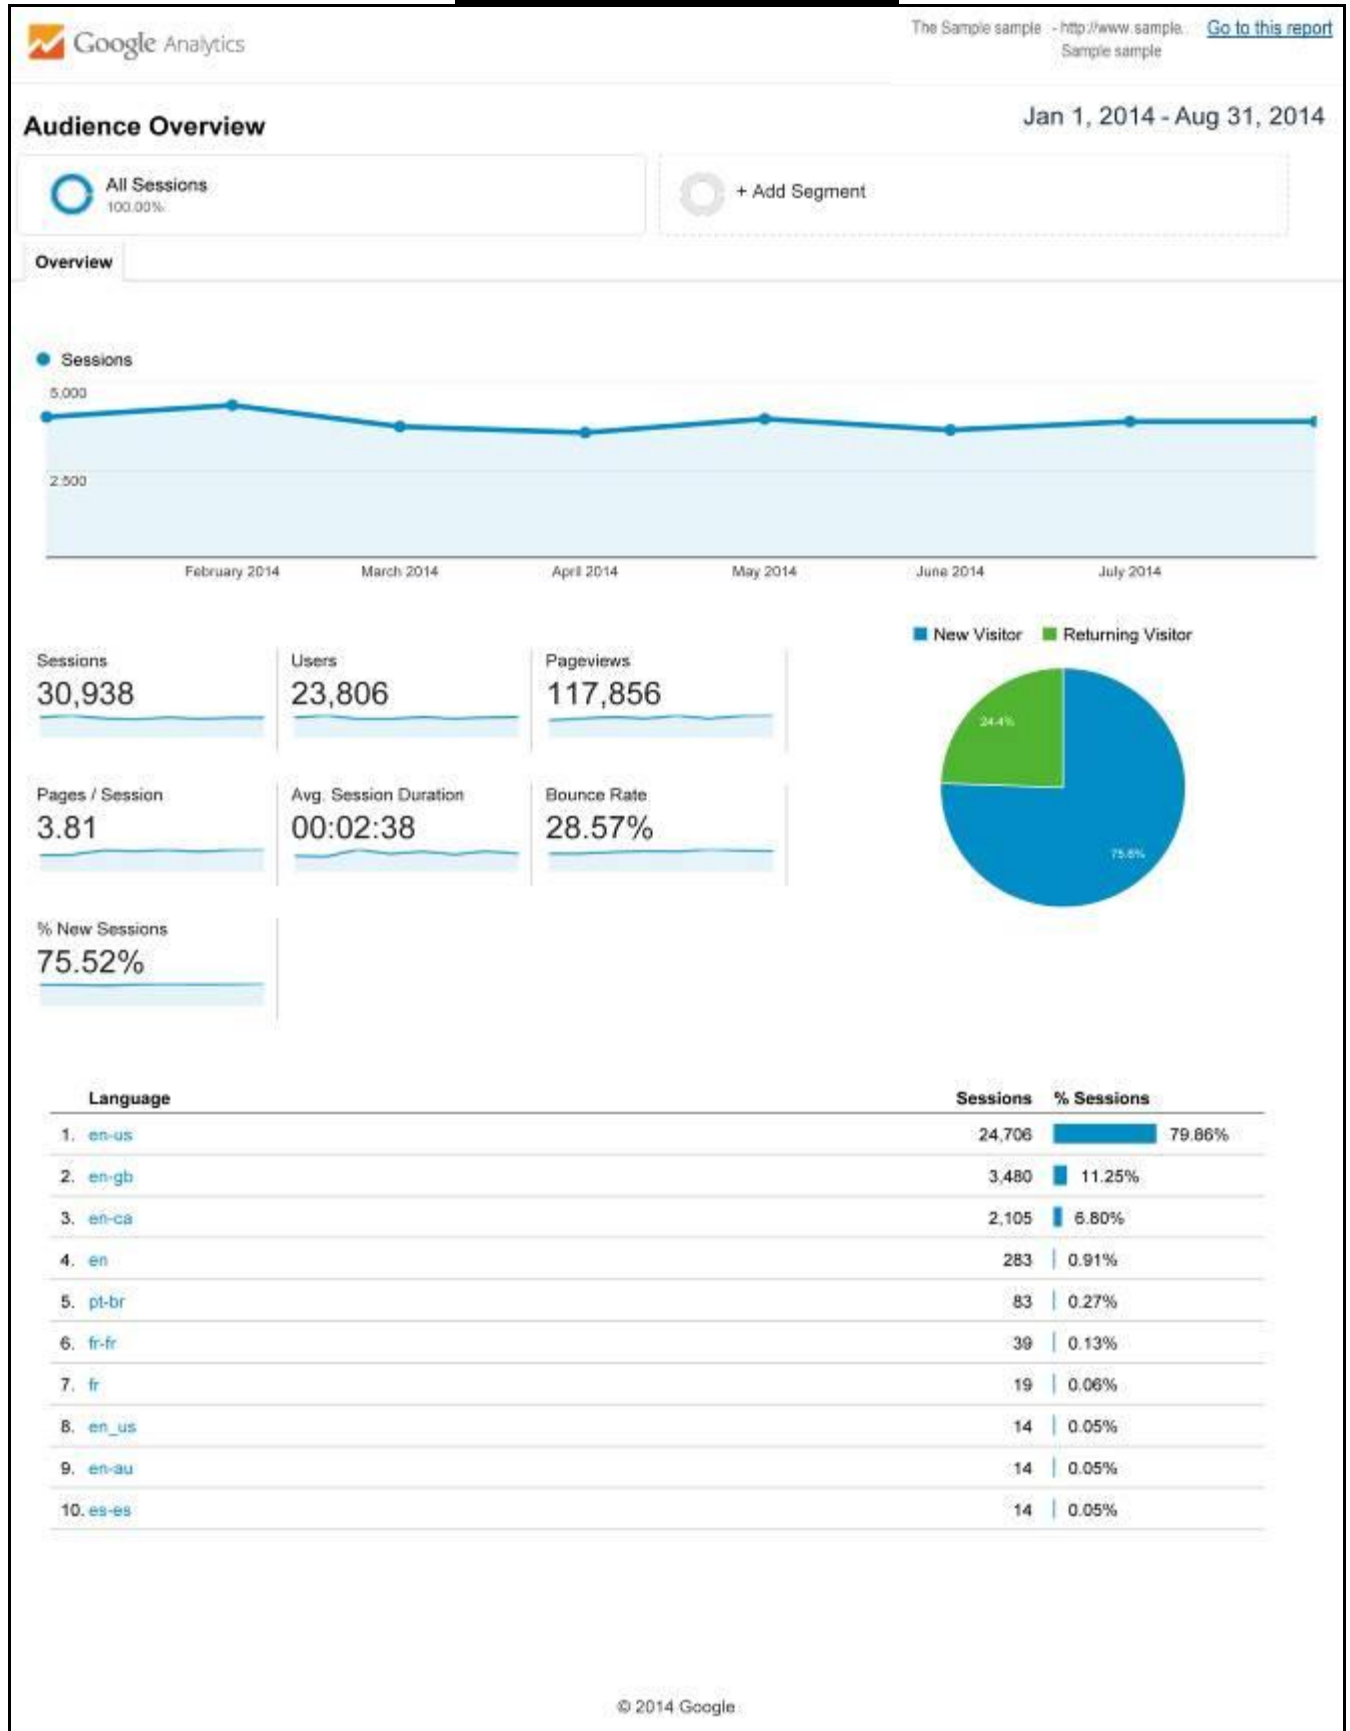 Google Analytics
The Sample sample - http://www.sample.
Go to this report
Sample sample
Audience Overview
Jan 1, 2014 - Aug 31, 2014
All Sessions
100.00%
+ Add Segment
Overview
Sessions
5,000
2,500
February 2014
March 2014
April 2014
May 2014
June 2014
July 2014
New Visitor
Returning Visitor
Sessions
30,938
Users
23,806
Pageviews
117,856
Pages / Session
3.81
Avg. Session Duration
00:02:38
Bounce Rate
28.57%
% New Sessions
75.52%
24.4%
75.6%
Language Sessions % Sessions
1. en-us 24,706 79.86%
2. en-gb 3,480 11.25%
3. en-ca 2,105 6.80%
4. en 283 0.91%
5. pt-br 83 0.27%
6. fr-fr 39 0.13%
7. fr 19 0.06%
8. en_us 14 0.05%
9. en-au 14 0.05%
10. es-es 14 0.05%
© 2014 Google